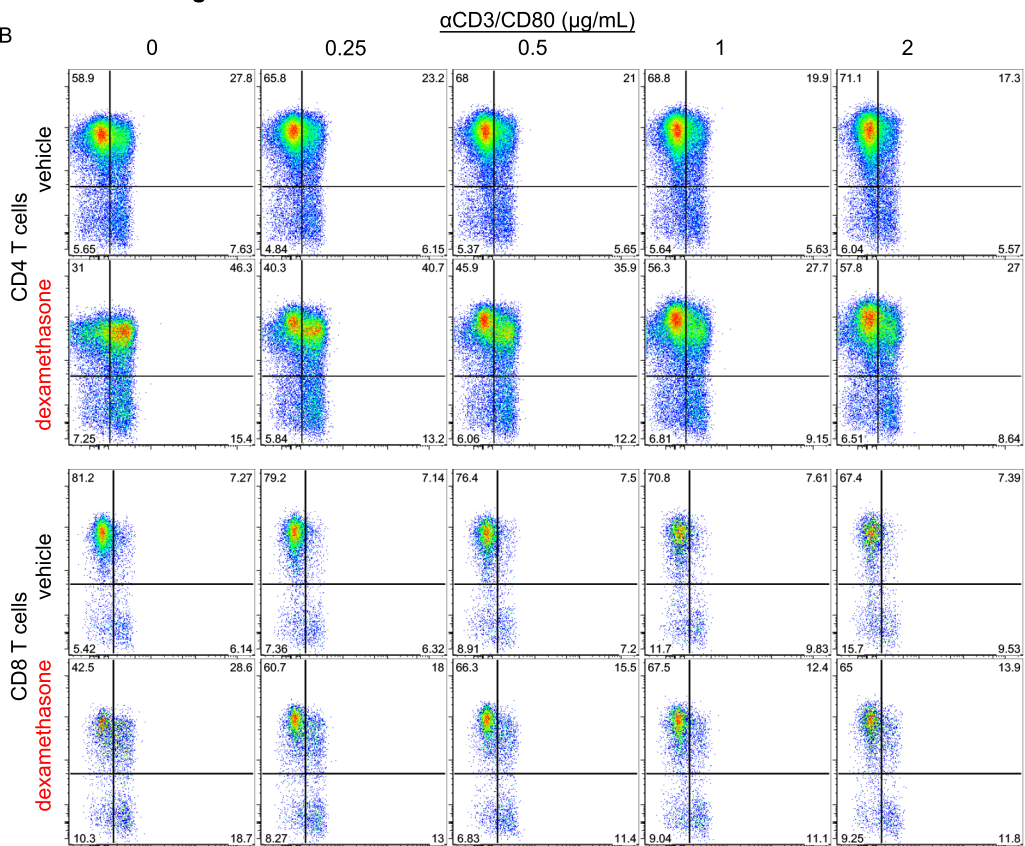 αCD3/CD80 (µg/mL)
B
0 0.25 0.5 1 2
CD4 T cells
vehicle
58.9 27.8 65.8 23.2 68 21 68.8 19.9 71.1 17.3
5.65 7.63 4.84 6.15 5.37 5.65 5.64 5.63 6.04 5.57
dexamethasone
31 46.3 40.3 40.7 45.9 35.9 56.3 27.7 57.8 27
7.25 15.4 5.84 13.2 6.06 12.2 6.81 9.15 6.51 8.64
CD8 T cells
vehicle
81.2 7.27 79.2 7.14 76.4 7.5 70.8 7.61 67.4 7.39
5.42 6.14 7.36 6.32 8.91 7.2 11.7 9.83 15.7 9.53
dexamethasone
42.5 28.6 60.7 18 66.3 15.5 67.5 12.4 65 13.9
10.3 18.7 8.27 13 6.83 11.4 9.04 11.1 9.25 11.8